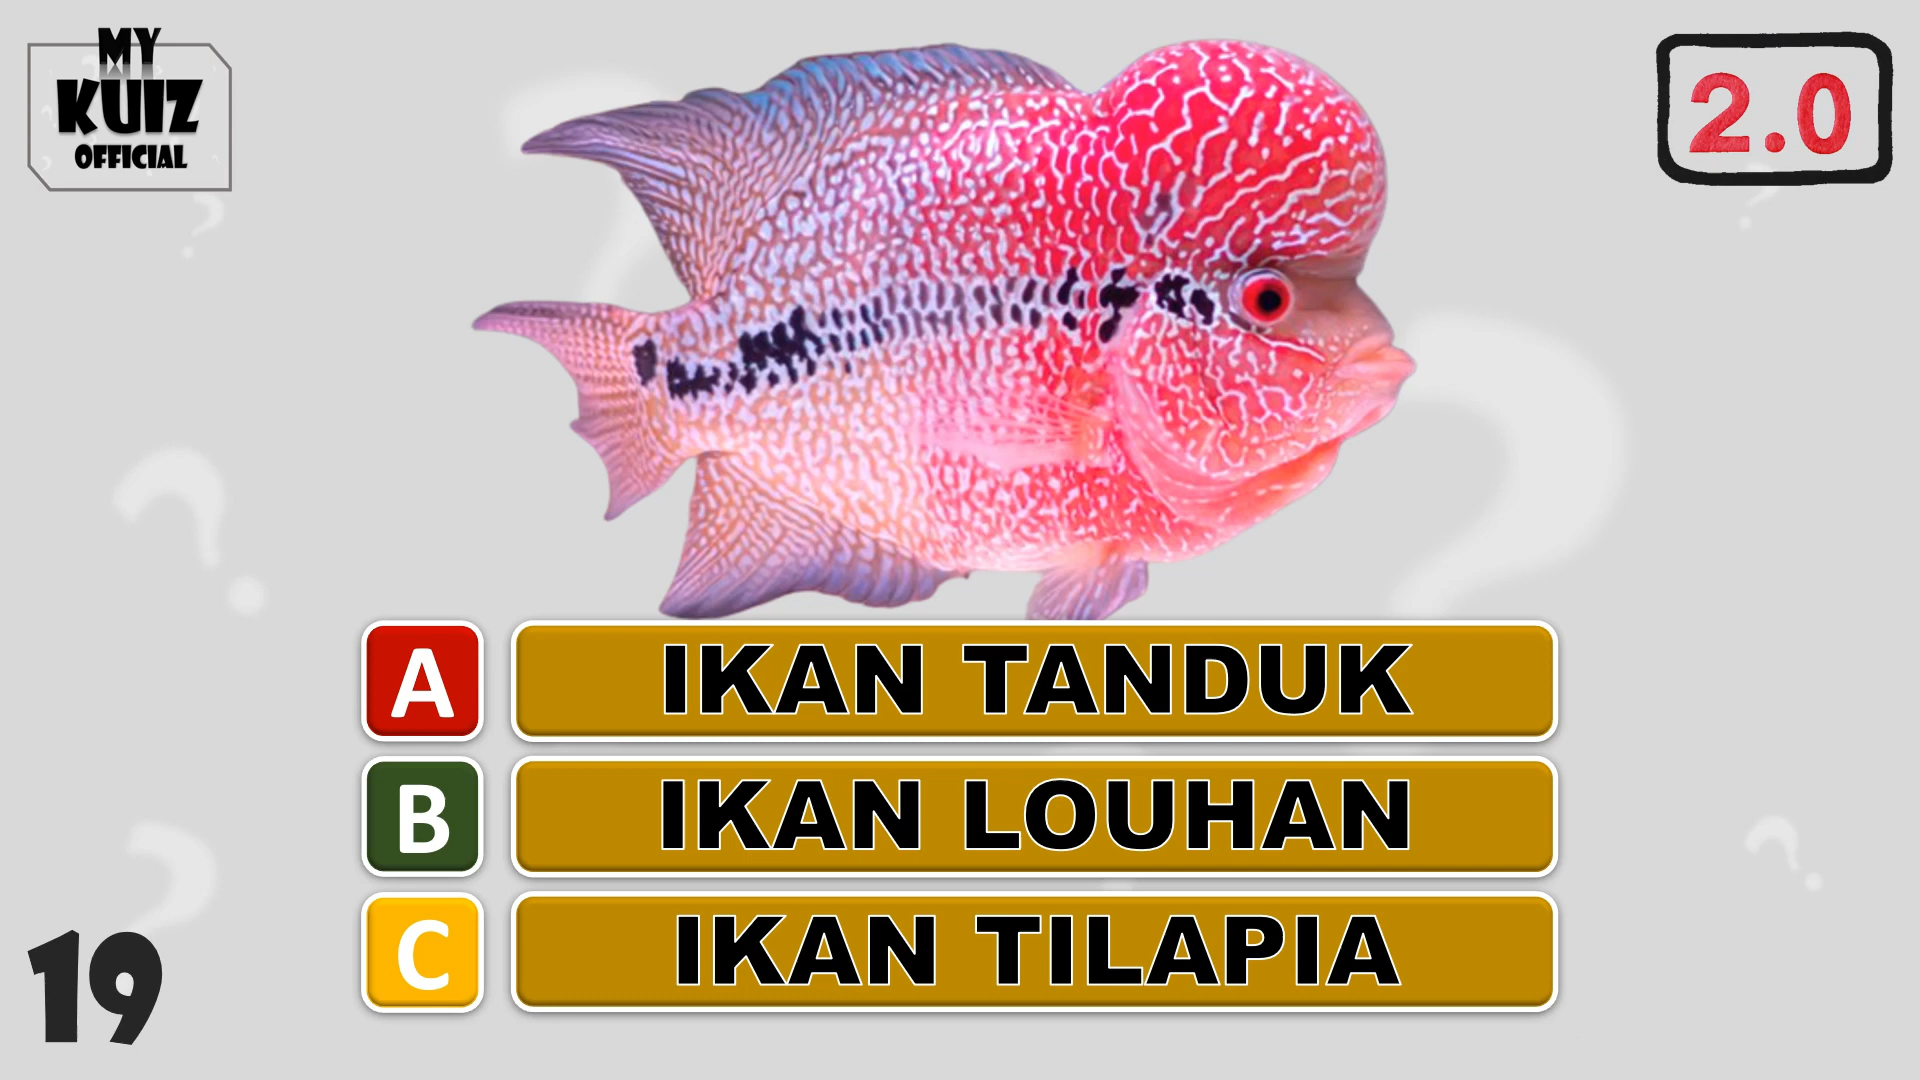 MY
KUIZ
OFFICIAL
2.0
A IKAN TANDUK
B IKAN LOUHAN
C IKAN TILAPIA
19